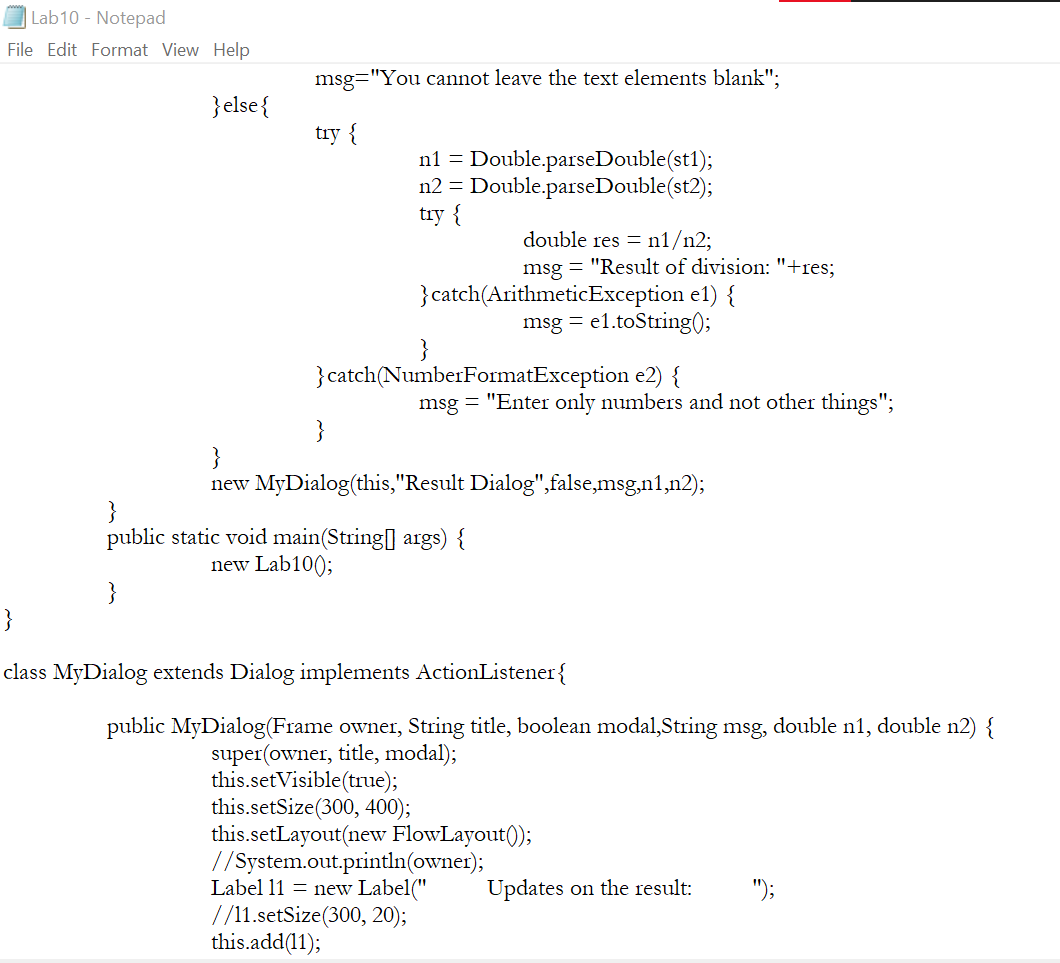 Lab10 - Notepad
File Edit Format View Help
msg="You cannot leave the text elements blank";
}else{
try {
n1 = Double.parseDouble(st1);
n2 = Double.parseDouble(st2);
try {
double res = n1/n2;
msg = "Result of division: "+res;
}catch(ArithmeticException e1) {
msg = e1.toString();
}
}catch(NumberFormatException e2) {
msg = "Enter only numbers and not other things";
}
}
new MyDialog(this,"Result Dialog",false,msg,n1,n2);
}
public static void main(String[] args) {
new Lab10();
}
}
class MyDialog extends Dialog implements ActionListener{
public MyDialog(Frame owner, String title, boolean modal,String msg, double n1, double n2) {
super(owner, title, modal);
this.setVisible(true);
this.setSize(300, 400);
this.setLayout(new FlowLayout());
//System.out.println(owner);
Label l1 = new Label("          Updates on the result:          ");
//l1.setSize(300, 20);
this.add(l1);